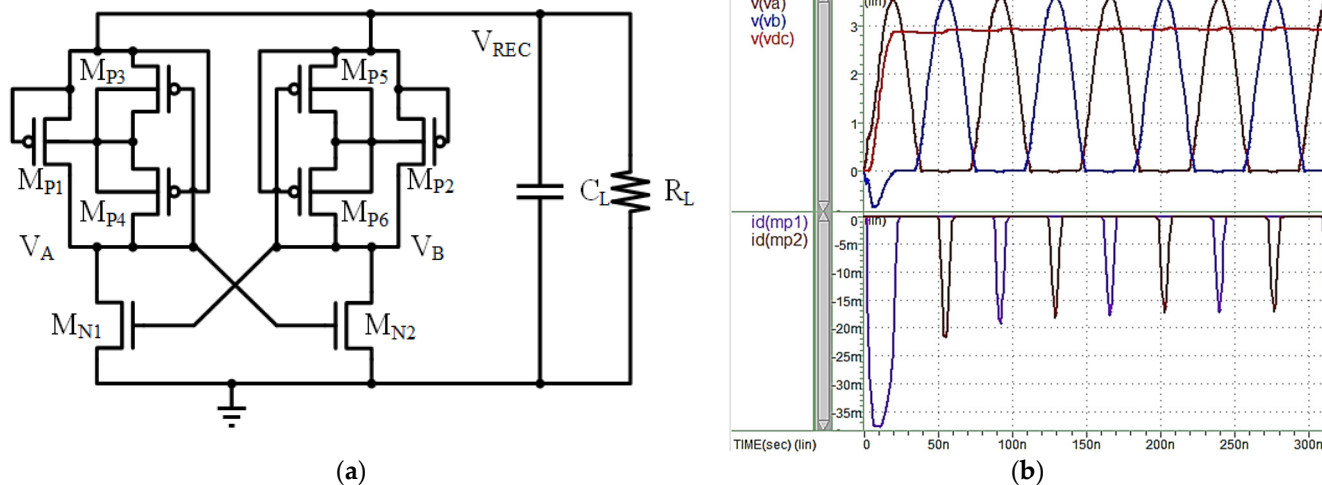 V_REC
M_P3
M_P5
M_P1
M_P2
M_P4
M_P6
C_L
R_L
V_A
V_B
M_N1
M_N2
(a)
v(va)
v(vb)
v(vdc)
(lin)
3
2
1
0
id(mp1)
id(mp2)
0
(lin)
-5m
-10m
-15m
-20m
-25m
-30m
-35m
TIME(sec) (lin)
0
50n
100n
150n
200n
250n
300n
(b)